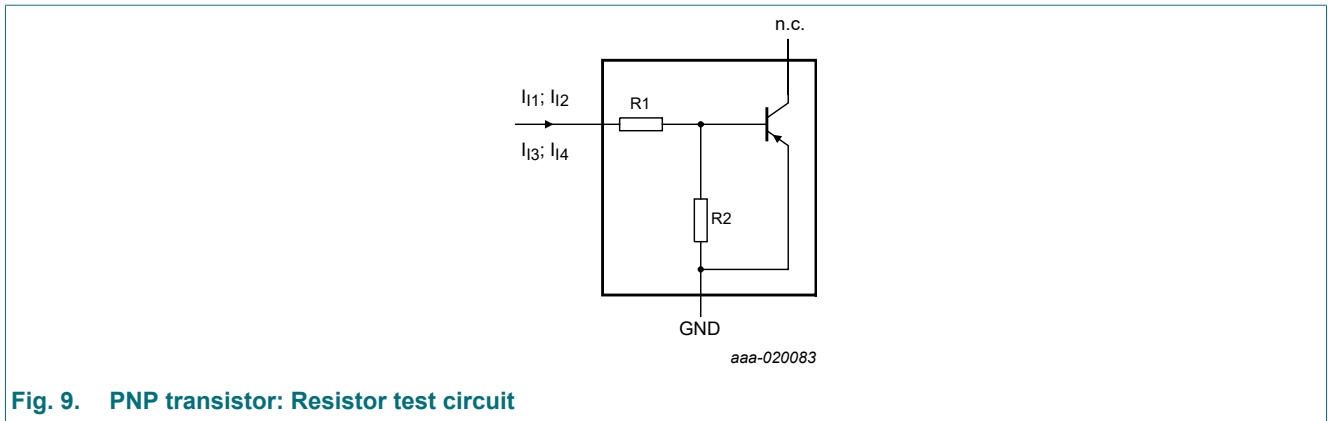 n.c.
I_I1; I_I2
R1
I_I3; I_I4
R2
GND
aaa-020083
Fig. 9. PNP transistor: Resistor test circuit